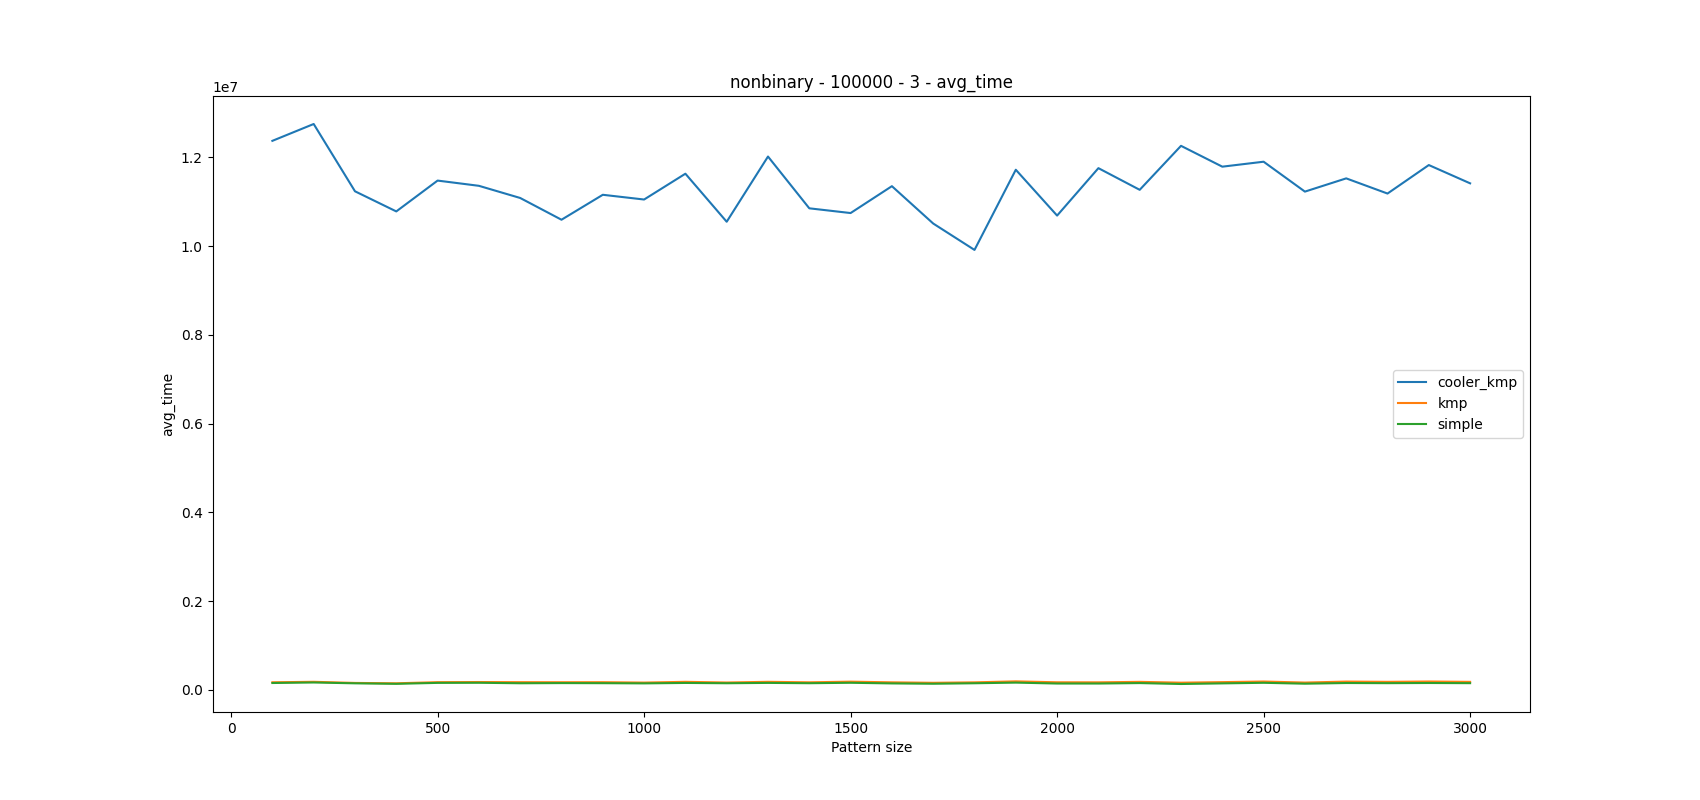 nonbinary - 100000 - 3 - avg_time
1e7
1.2
1.0
0.8
0.6
0.4
0.2
0.0
avg_time
cooler_kmp
kmp
simple
0 500 1000 1500 2000 2500 3000
Pattern size